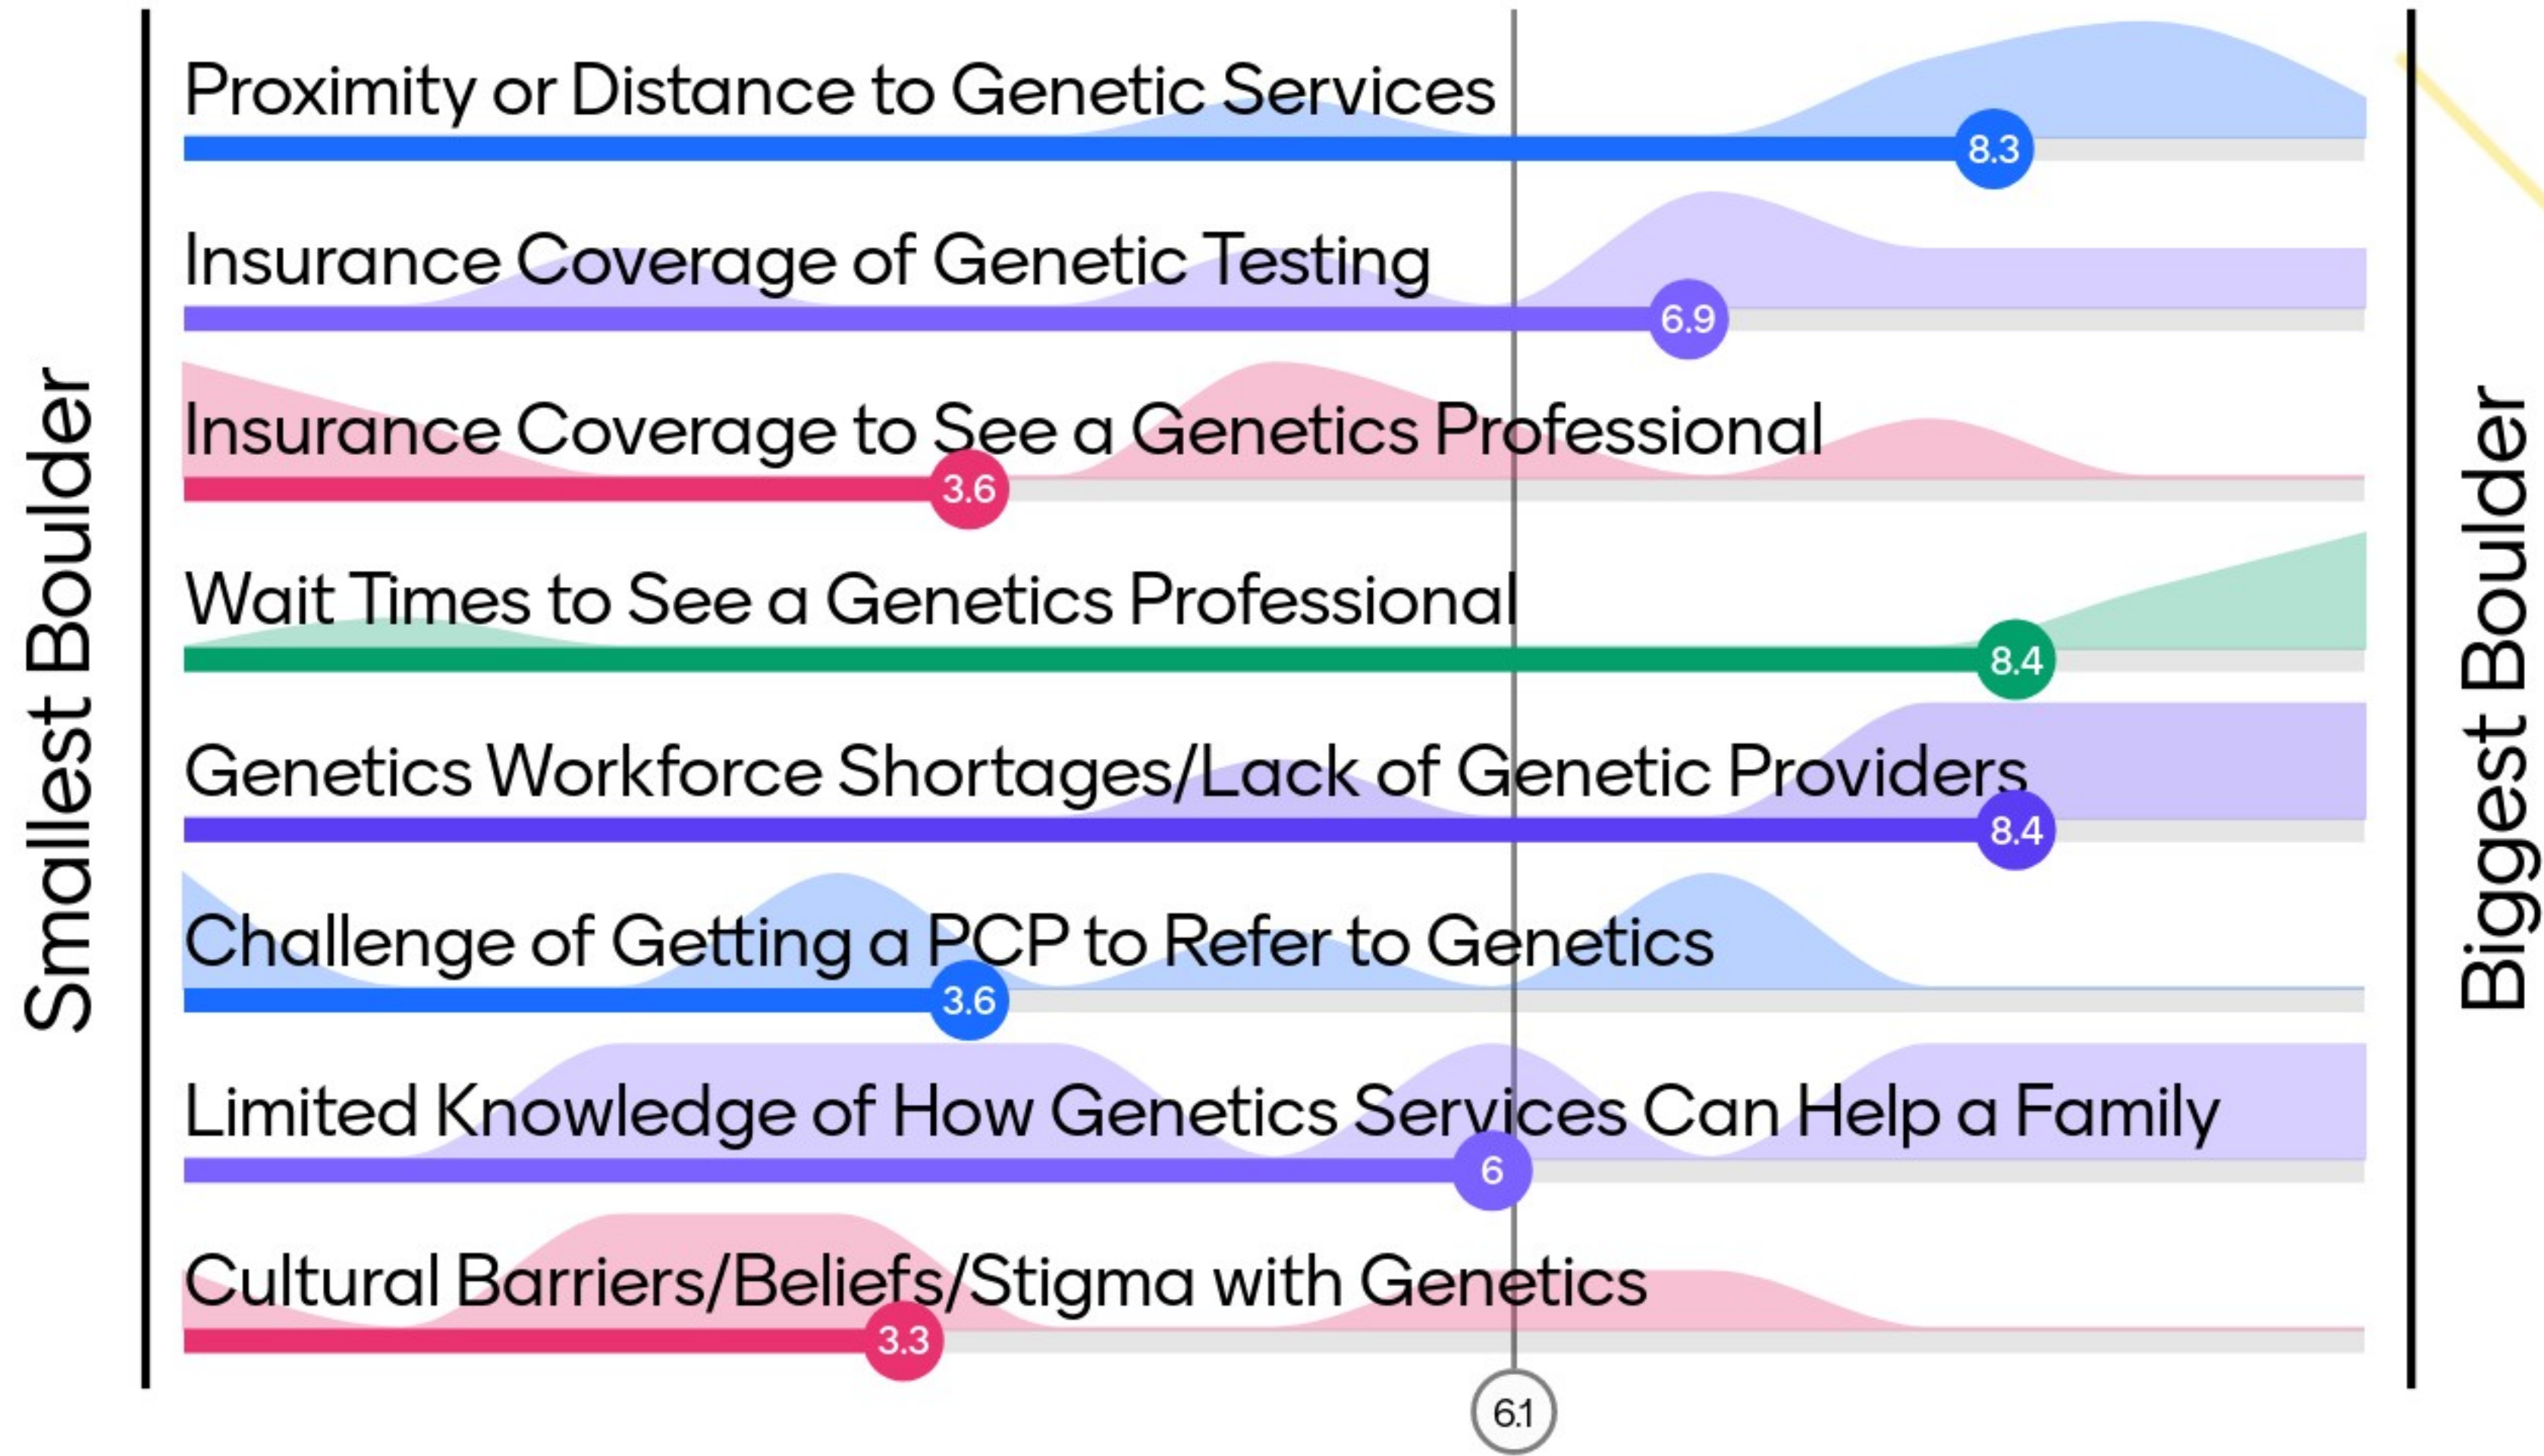 Smallest Boulder
Proximity or Distance to Genetic Services
8.3
Insurance Coverage of Genetic Testing
6.9
Insurance Coverage to See a Genetics Professional
3.6
Wait Times to See a Genetics Professional
8.4
Genetics Workforce Shortages/Lack of Genetic Providers
8.4
Challenge of Getting a PCP to Refer to Genetics
3.6
Limited Knowledge of How Genetics Services Can Help a Family
6
Cultural Barriers/Beliefs/Stigma with Genetics
3.3
6.1
Biggest Boulder